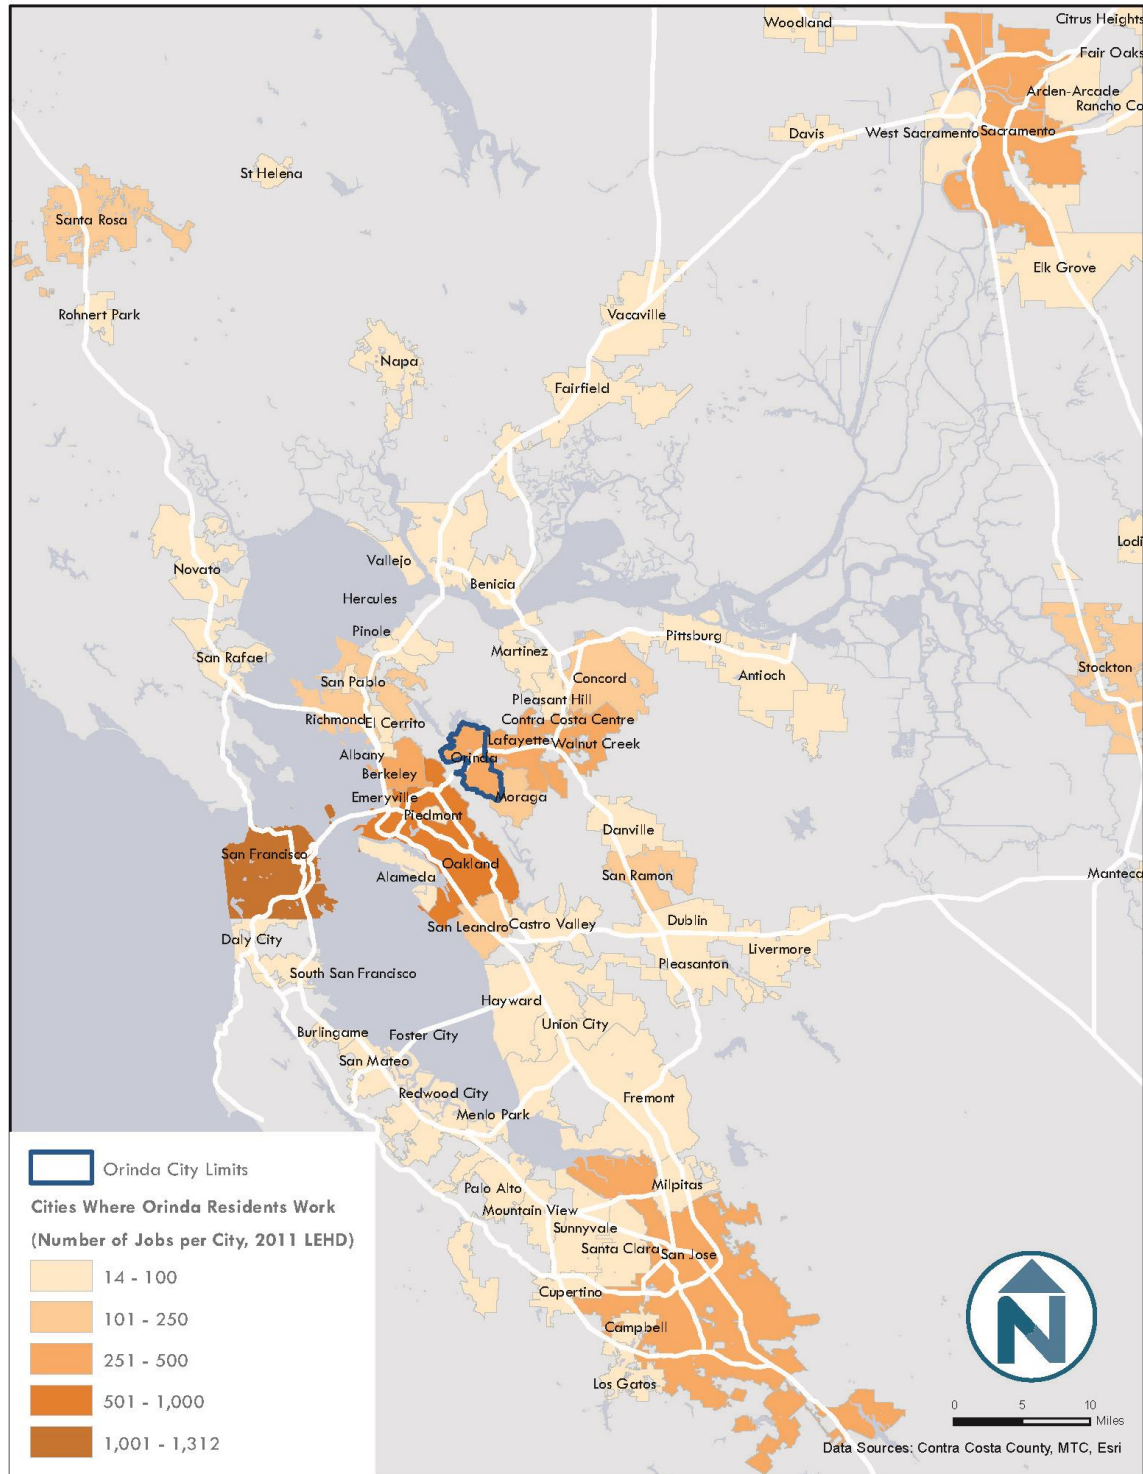 Woodland
Citrus Heights
Fair Oaks
Arden-Arcade
Rancho Co
Davis
West Sacramento
Sacramento
St Helena
Santa Rosa
Elk Grove
Rohnert Park
Vacaville
Napa
Fairfield
Lodi
Vallejo
Novato
Benicia
Hercules
Pinole
Pittsburg
Martinez
San Rafael
Stockton
Antioch
Concord
San Pablo
Pleasant Hill
Richmond
El Cerrito
Contra Costa Centre
Lafayette
Walnut Creek
Albany
Orinda
Berkeley
Emeryville
Moraga
Piedmont
Danville
San Francisco
Oakland
Alameda
San Ramon
Manteca
San Leandro
Castro Valley
Dublin
Daly City
Livermore
Pleasanton
South San Francisco
Hayward
Union City
Burlingame
Foster City
San Mateo
Redwood City
Fremont
Menlo Park
Palo Alto
Milpitas
Mountain View
Sunnyvale
Santa Clara
San Jose
Cupertino
Campbell
Los Gatos
Orinda City Limits
Cities Where Orinda Residents Work
(Number of Jobs per City, 2011 LEHD)
14 - 100
101 - 250
251 - 500
501 - 1,000
1,001 - 1,312
N
0 5 10
Miles
Data Sources: Contra Costa County, MTC, Esri